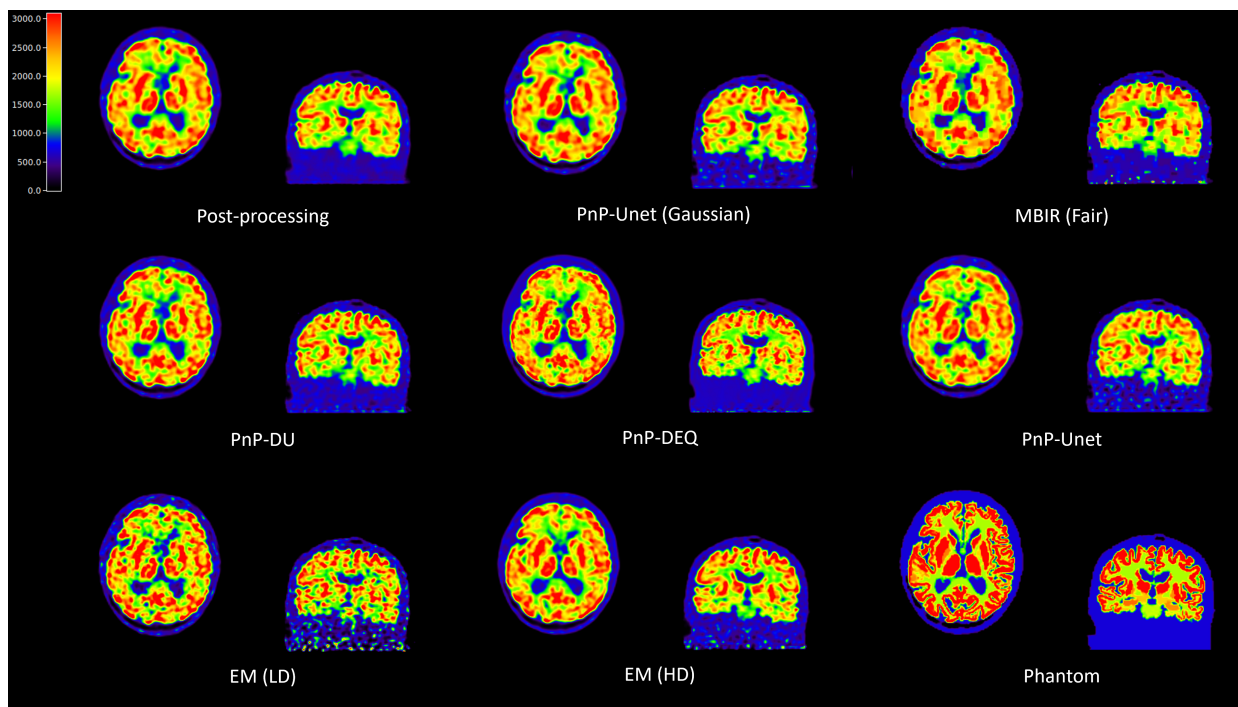 3000.0
2500.0
2000.0
1500.0
1000.0
500.0
0.0
Post-processing
PnP-Unet (Gaussian)
MBIR (Fair)
PnP-DU
PnP-DEQ
PnP-Unet
EM (LD)
EM (HD)
Phantom